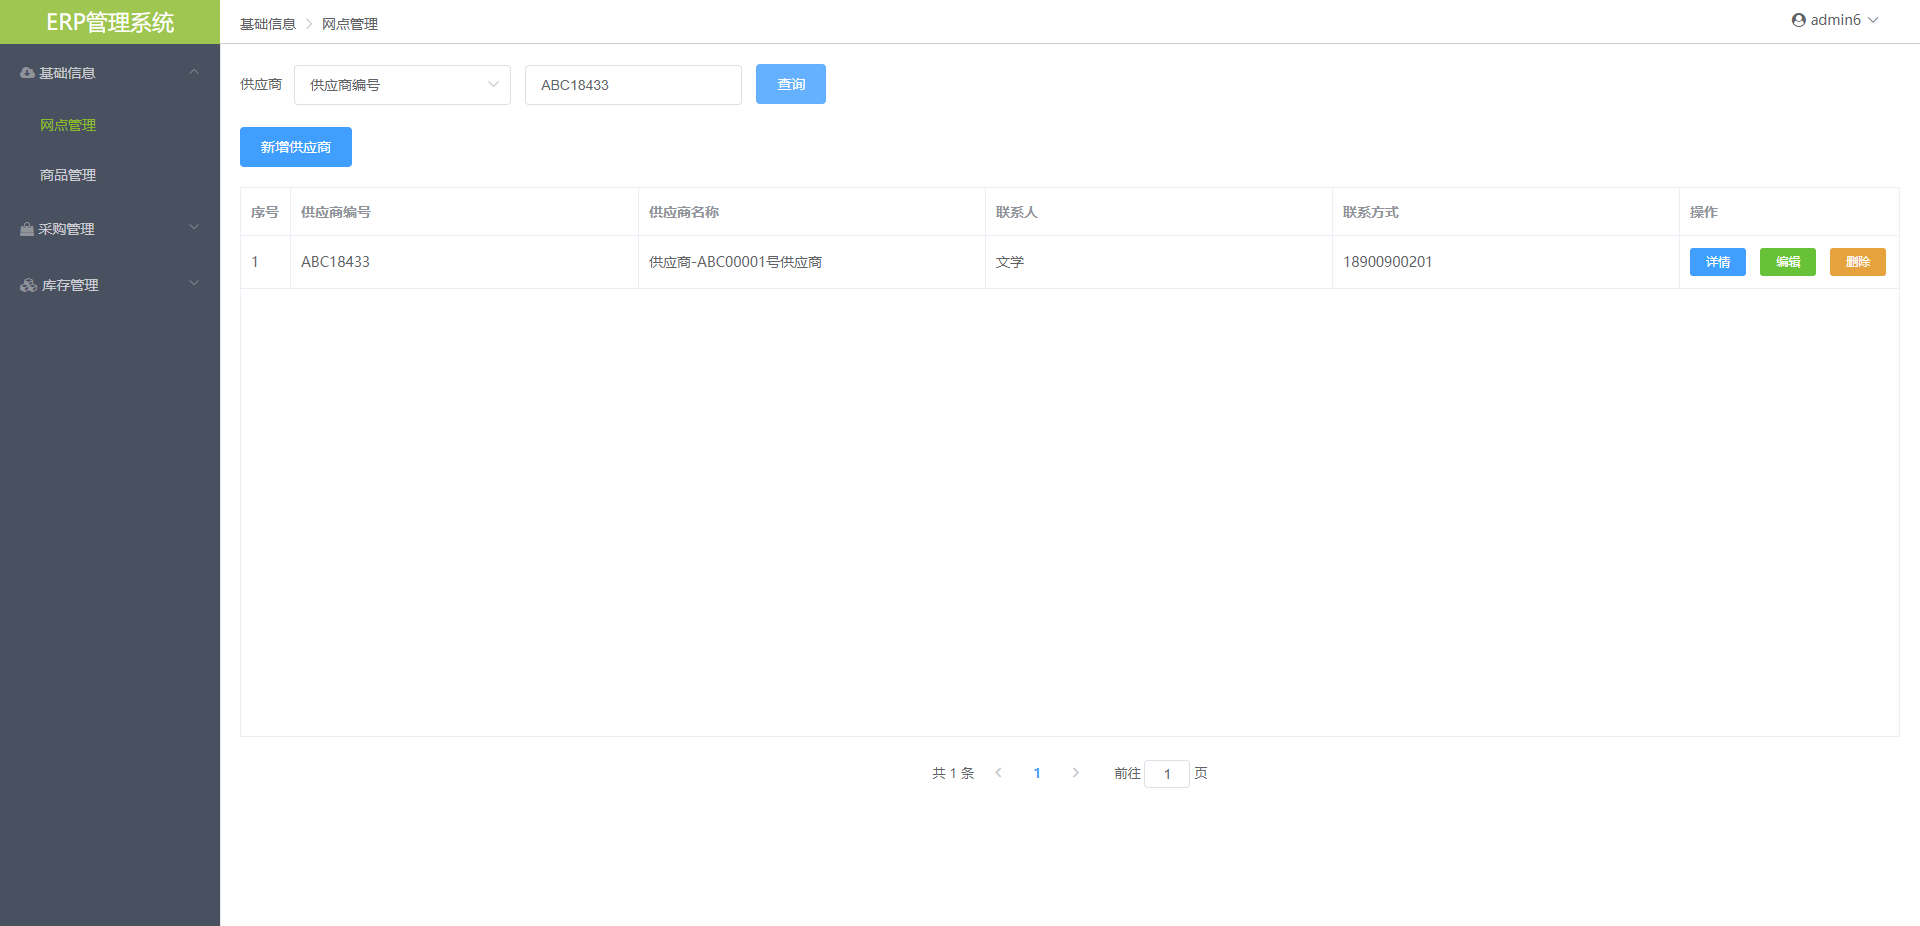 ERP管理系统
基础信息 > 网点管理
admin6
基础信息
网点管理
商品管理
采购管理
库存管理
供应商 供应商编号 ABC18433 查询
新增供应商
序号 供应商编号 供应商名称 联系人 联系方式 操作
1 ABC18433 供应商-ABC00001号供应商 文学 18900900201 详情 编辑 删除
共 1 条 < 1 > 前往 1 页